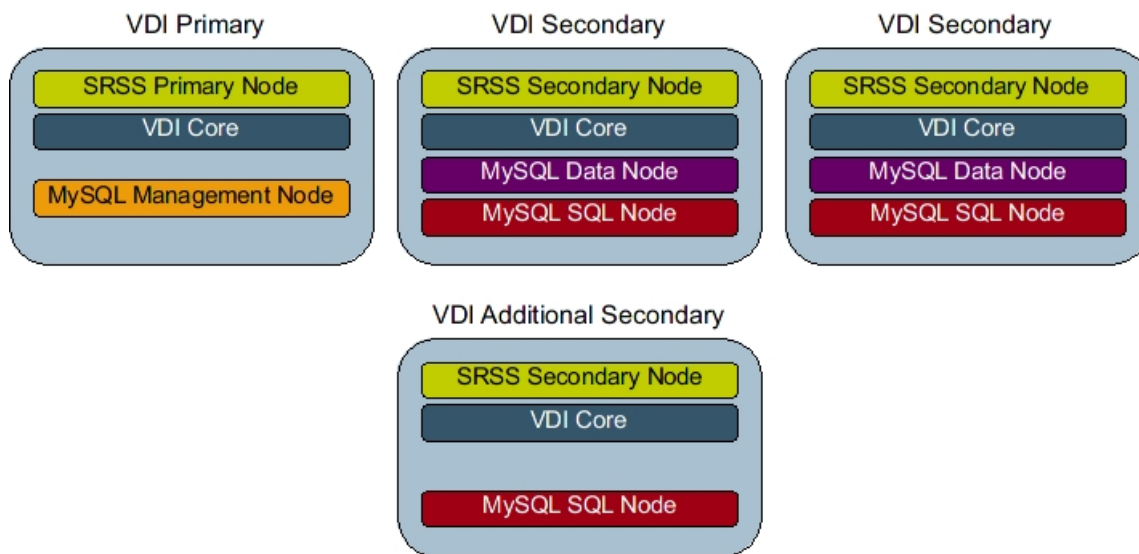 VDI Primary
SRSS Primary Node
VDI Core
MySQL Management Node
VDI Secondary
SRSS Secondary Node
VDI Core
MySQL Data Node
MySQL SQL Node
VDI Secondary
SRSS Secondary Node
VDI Core
MySQL Data Node
MySQL SQL Node
VDI Additional Secondary
SRSS Secondary Node
VDI Core
MySQL SQL Node